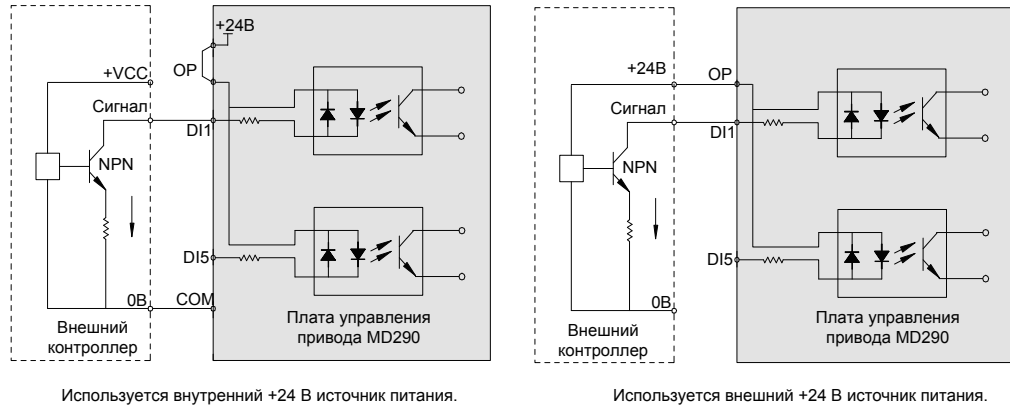 +24В
OP
+VCC
Сигнал
DI1
NPN
DI5
0В
COM
Внешний
контроллер
Плата управления
привода MD290
Используется внутренний +24 В источник питания.
+24В
OP
Сигнал
DI1
NPN
DI5
0В
Внешний
контроллер
Плата управления
привода MD290
Используется внешний +24 В источник питания.